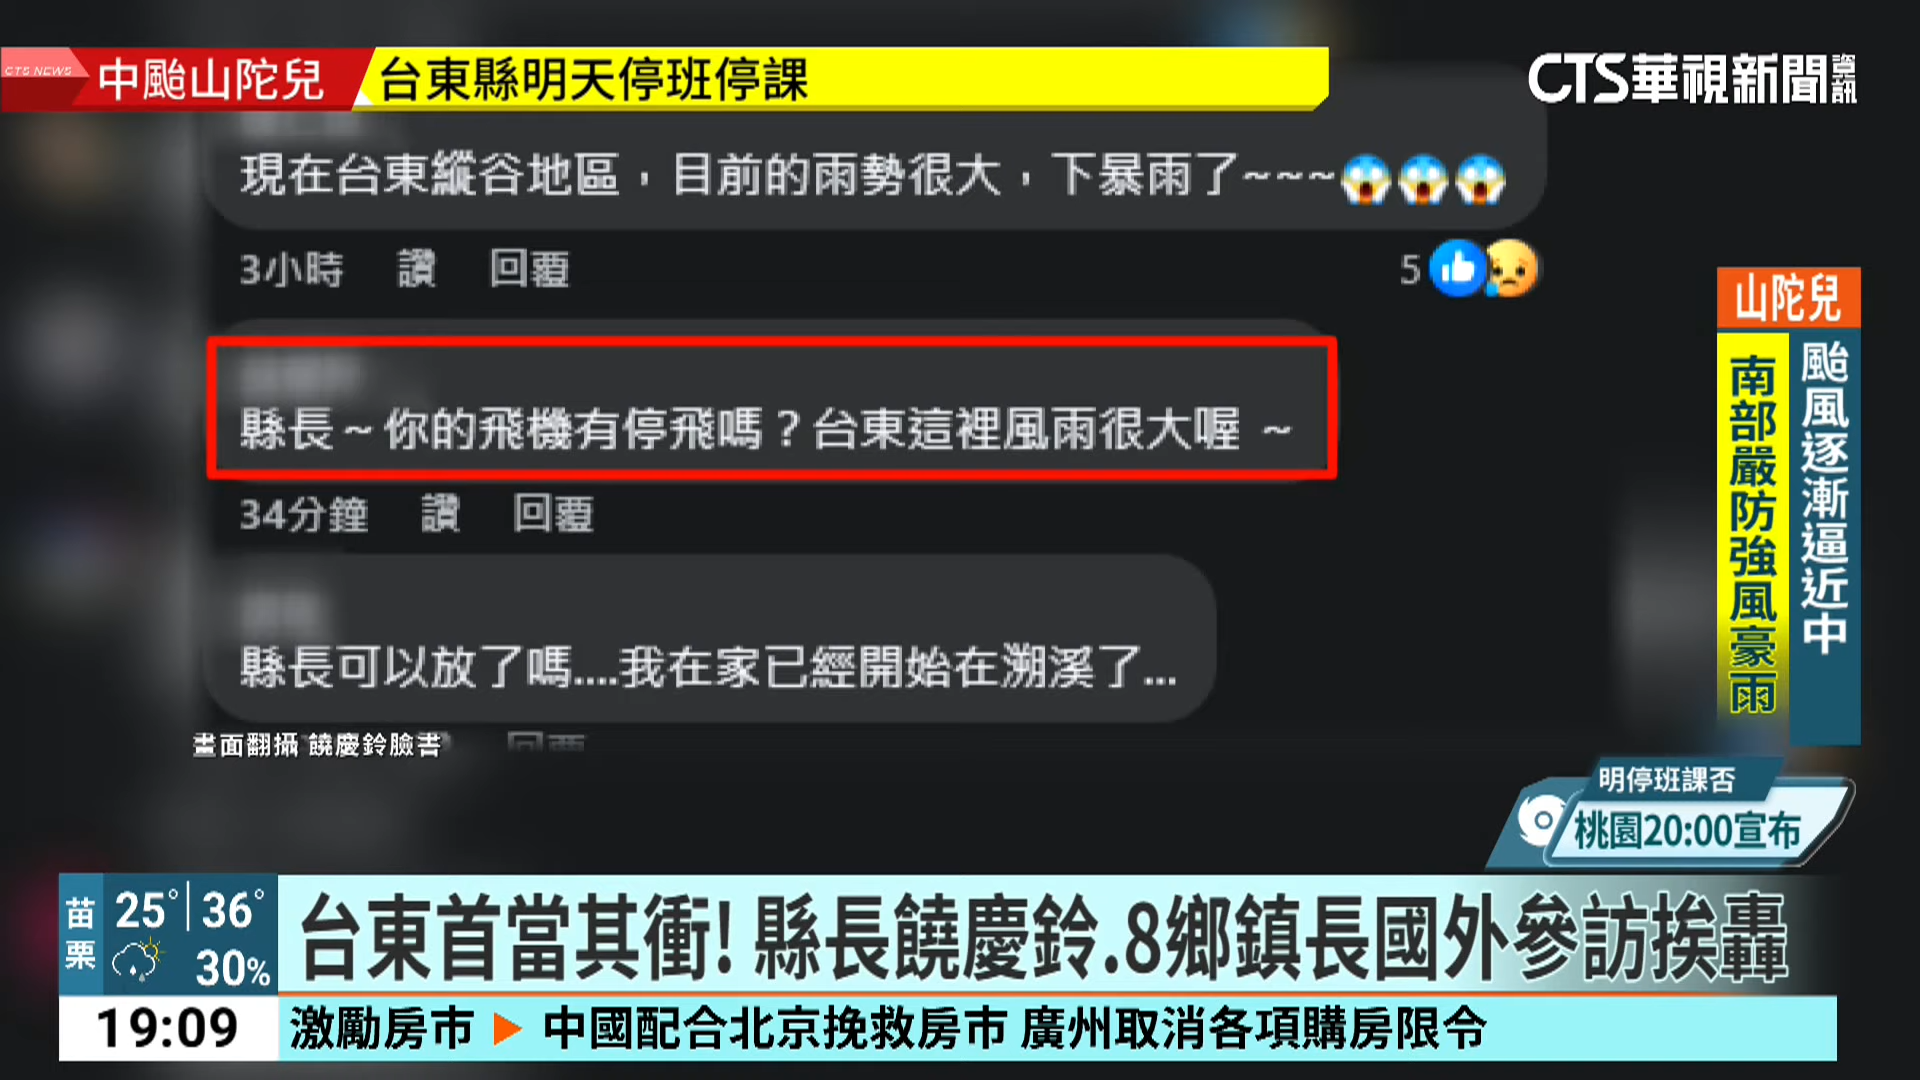 CTS NEWS
中颱山陀兒
台東縣明天停班停課
CTS華視新聞資訊
現在台東縱谷地區，目前的雨勢很大，下暴雨了~~~
3小時 讚 回覆
5
縣長～你的飛機有停飛嗎？台東這裡風雨很大喔 ～
34分鐘 讚 回覆
縣長可以放了嗎....我在家已經開始在溯溪了...
回覆
畫面翻攝 饒慶鈴臉書
山陀兒
颱風逐漸逼近中
南部嚴防強風豪雨
明停班課否
桃園20:00宣布
苗栗
25° 36°
30%
台東首當其衝！縣長饒慶鈴.8鄉鎮長國外參訪挨轟
19:09
激勵房市 ▶ 中國配合北京挽救房市 廣州取消各項購房限令